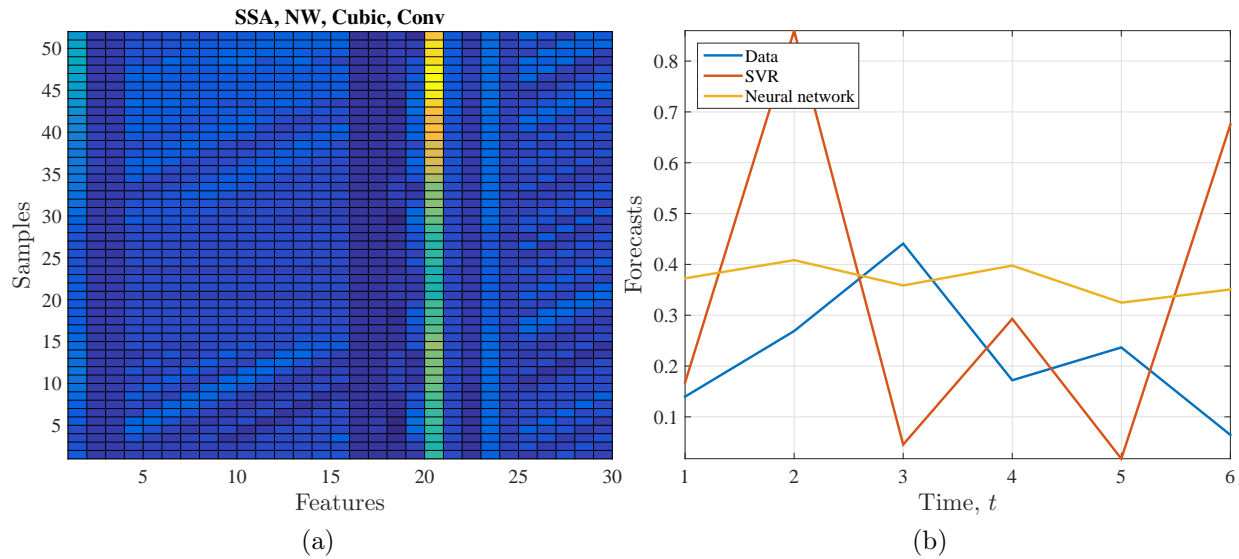 SSA, NW, Cubic, Conv
50
45
40
35
30
25
20
15
10
5
5 10 15 20 25 30
Samples
Features
(a)
Data
SVR
Neural network
0.8
0.7
0.6
0.5
0.4
0.3
0.2
0.1
1 2 3 4 5 6
Forecasts
Time, t
(b)